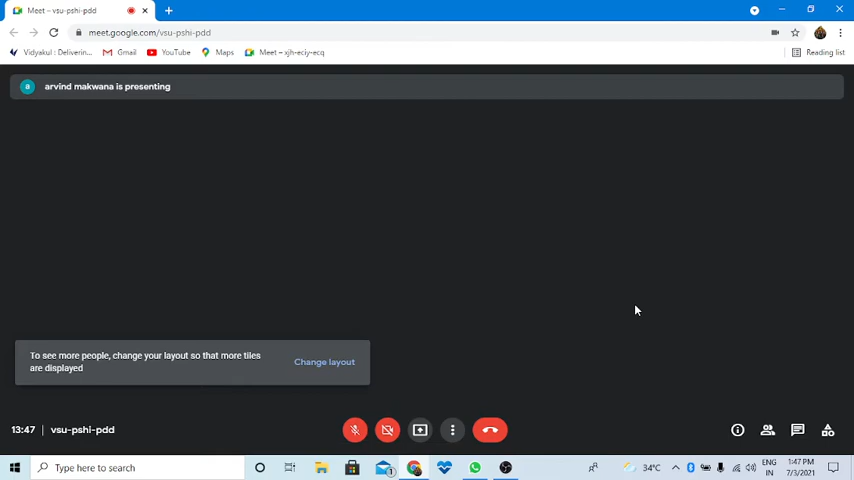 Meet – vsu-pshi-pdd
meet.google.com/vsu-pshi-pdd
Vidyakul : Deliverin... Gmail YouTube Maps Meet – xjh-eciy-ecq Reading list
a arvind makwana is presenting
To see more people, change your layout so that more tiles
are displayed
Change layout
13:47 | vsu-pshi-pdd
Type here to search
1
34°C
ENG
IN
1:47 PM
7/3/2021